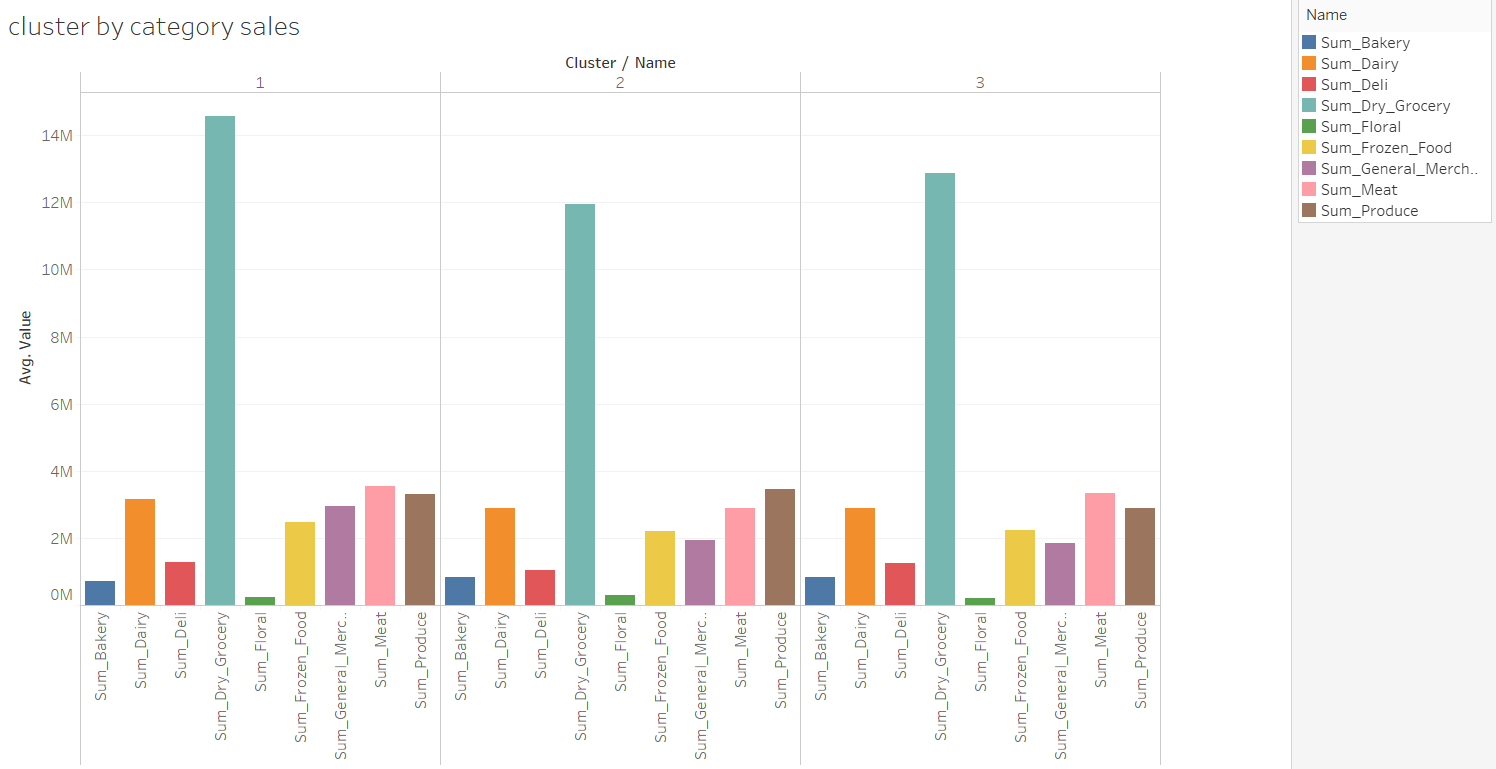 cluster by category sales
Cluster / Name
1 2 3
Avg. Value
14M
12M
10M
8M
6M
4M
2M
0M
Sum_Bakery
Sum_Dairy
Sum_Deli
Sum_Dry_Grocery
Sum_Floral
Sum_Frozen_Food
Sum_General_Merc..
Sum_Meat
Sum_Produce
Sum_Bakery
Sum_Dairy
Sum_Deli
Sum_Dry_Grocery
Sum_Floral
Sum_Frozen_Food
Sum_General_Merc..
Sum_Meat
Sum_Produce
Sum_Bakery
Sum_Dairy
Sum_Deli
Sum_Dry_Grocery
Sum_Floral
Sum_Frozen_Food
Sum_General_Merc..
Sum_Meat
Sum_Produce
Name
Sum_Bakery
Sum_Dairy
Sum_Deli
Sum_Dry_Grocery
Sum_Floral
Sum_Frozen_Food
Sum_General_Merch..
Sum_Meat
Sum_Produce